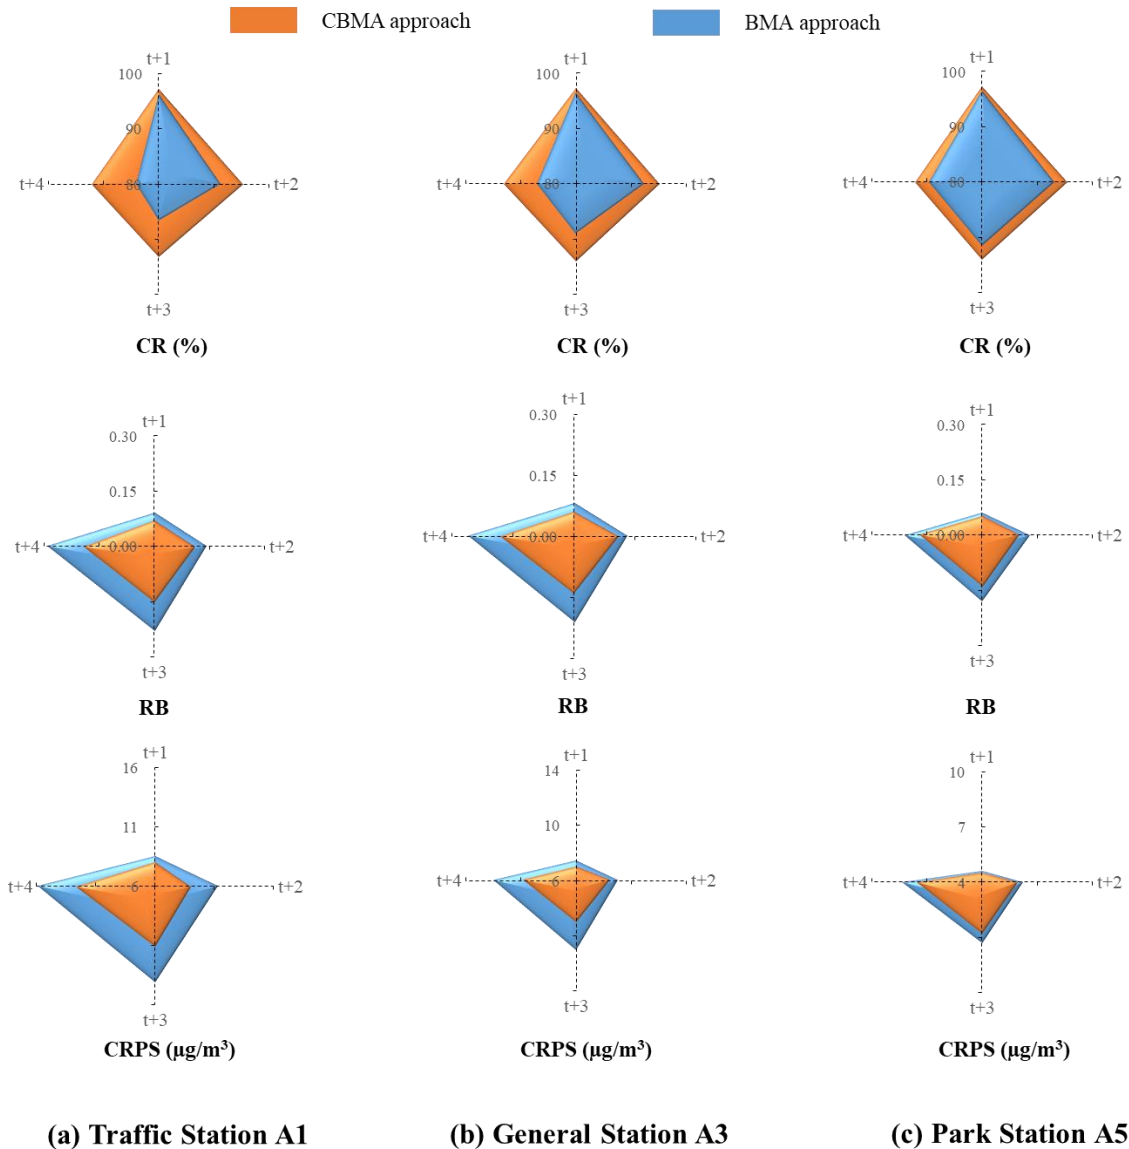 CBMA approach BMA approach
t+1 t+1 t+1
100 100 100
90 90 90
t+4 80 t+2 t+4 80 t+2 t+4 80 t+2
t+3 t+3 t+3
CR (%) CR (%) CR (%)
t+1 t+1 t+1
0.30 0.30 0.30
0.15 0.15 0.15
t+4 0.00 t+2 t+4 0.00 t+2 t+4 0.00 t+2
t+3 t+3 t+3
RB RB RB
t+1 t+1 t+1
16 14 10
11 10 7
t+4 6 t+2 t+4 6 t+2 t+4 4 t+2
t+3 t+3 t+3
CRPS (µg/m³) CRPS (µg/m³) CRPS (µg/m³)
(a) Traffic Station A1 (b) General Station A3 (c) Park Station A5